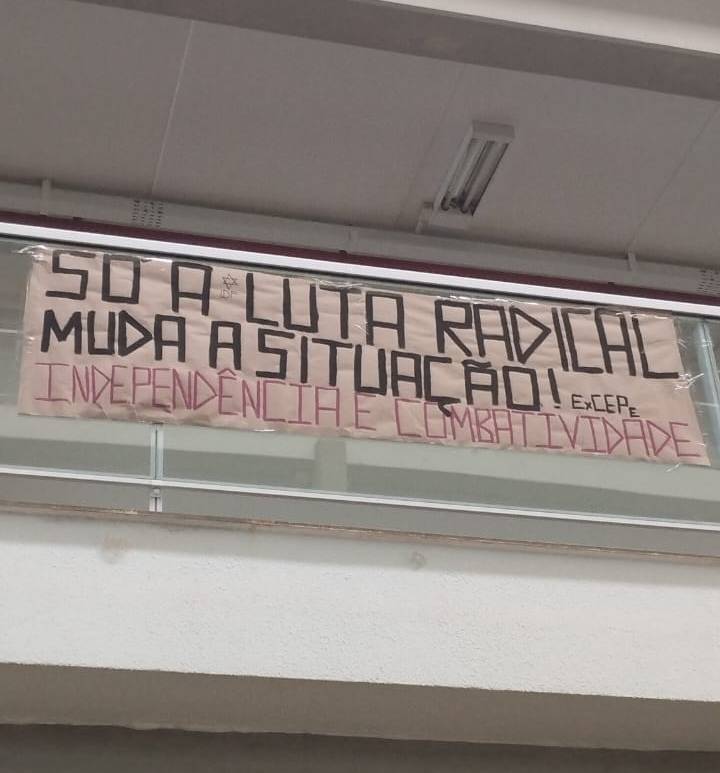 SÓ A LUTA RADICAL
MUDA A SITUAÇÃO! ExCEPe
INDEPENDÊNCIA E COMBATIVIDADE